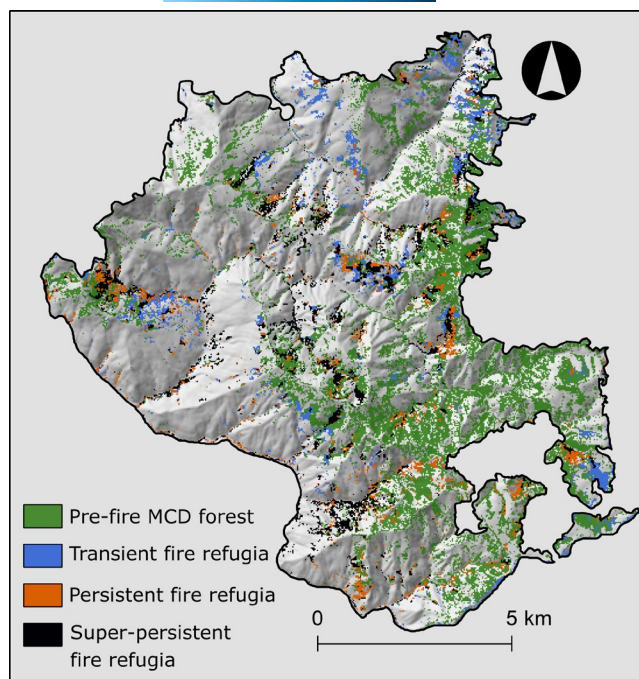 Pre-fire MCD forest
Transient fire refugia
Persistent fire refugia
Super-persistent
fire refugia
0 5 km